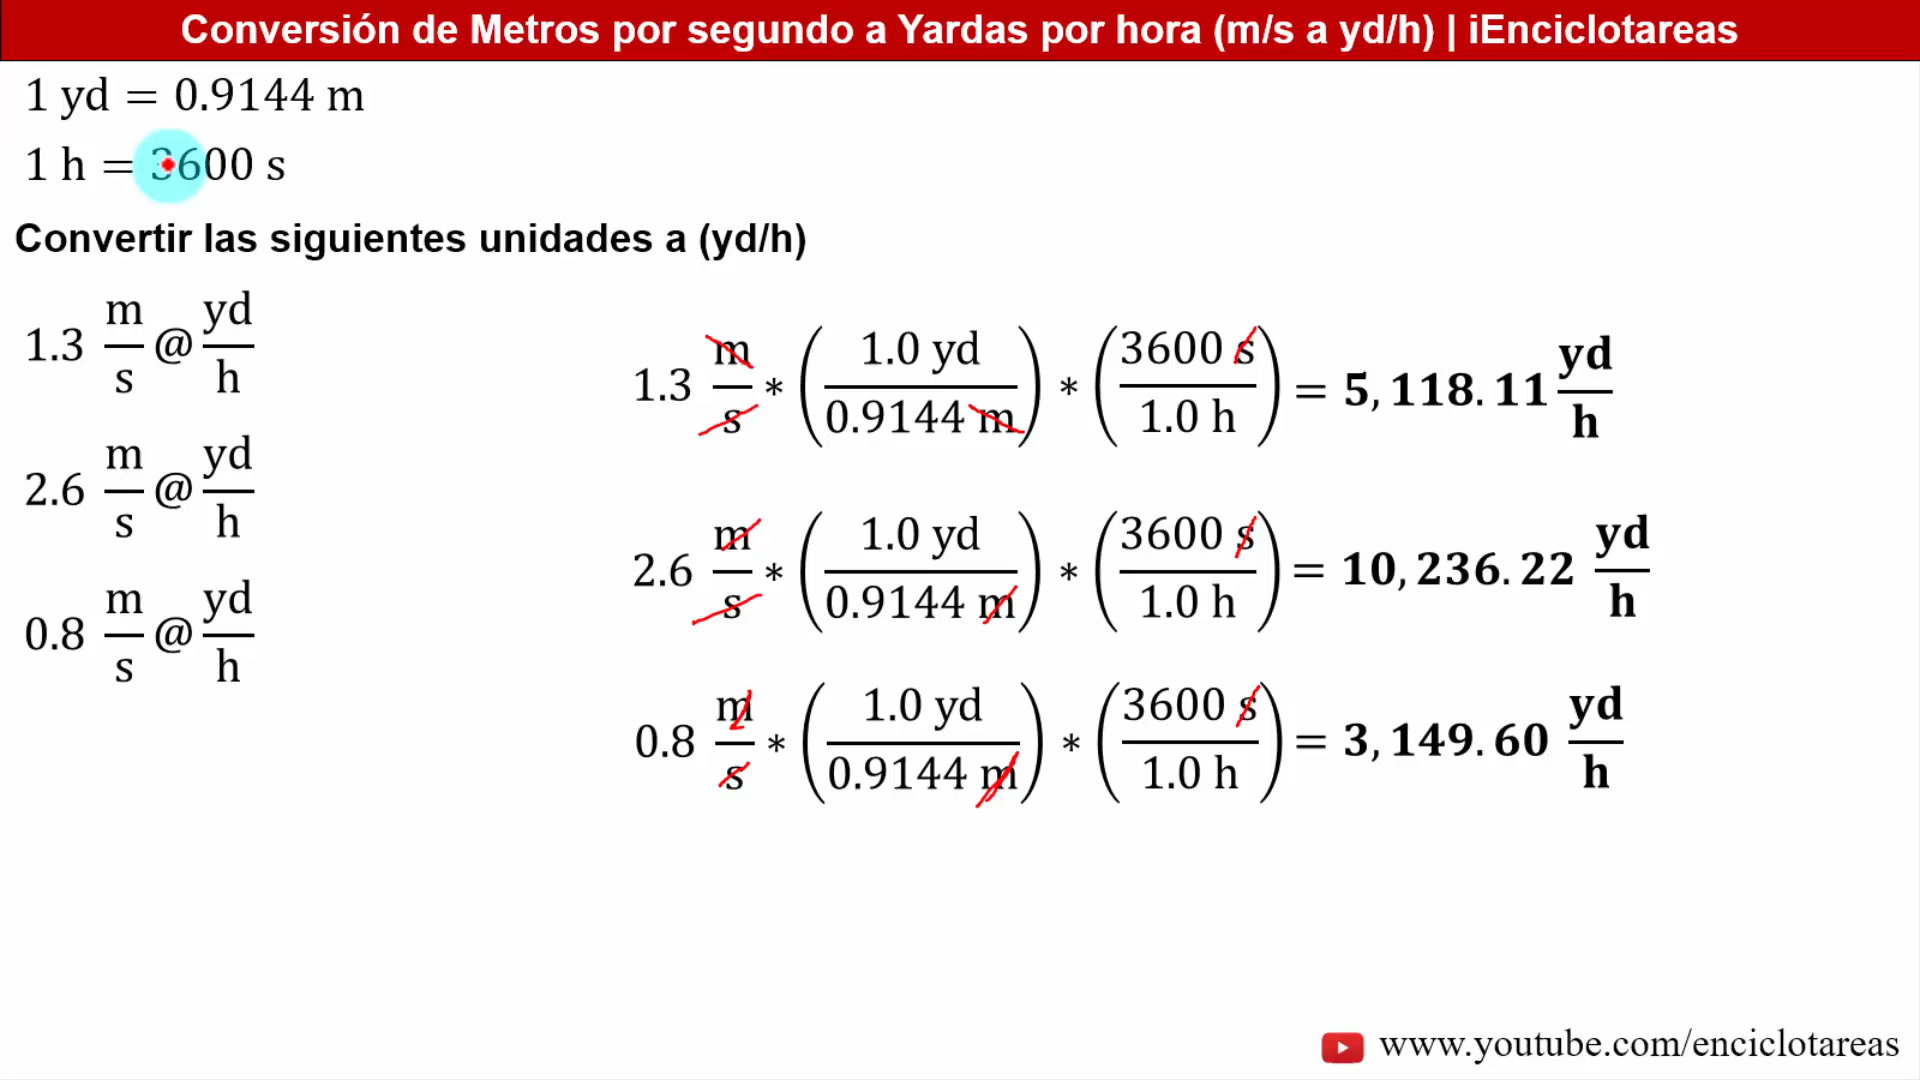 Conversión de Metros por segundo a Yardas por hora (m/s a yd/h) | iEnciclotareas
1 yd = 0.9144 m
1 h = 3600 s
Convertir las siguientes unidades a (yd/h)
1.3 m/s @ yd/h
2.6 m/s @ yd/h
0.8 m/s @ yd/h
1.3 m/s * (1.0 yd/0.9144 m) * (3600 s/1.0 h) = 5,118.11 yd/h
2.6 m/s * (1.0 yd/0.9144 m) * (3600 s/1.0 h) = 10,236.22 yd/h
0.8 m/s * (1.0 yd/0.9144 m) * (3600 s/1.0 h) = 3,149.60 yd/h
www.youtube.com/enciclotareas